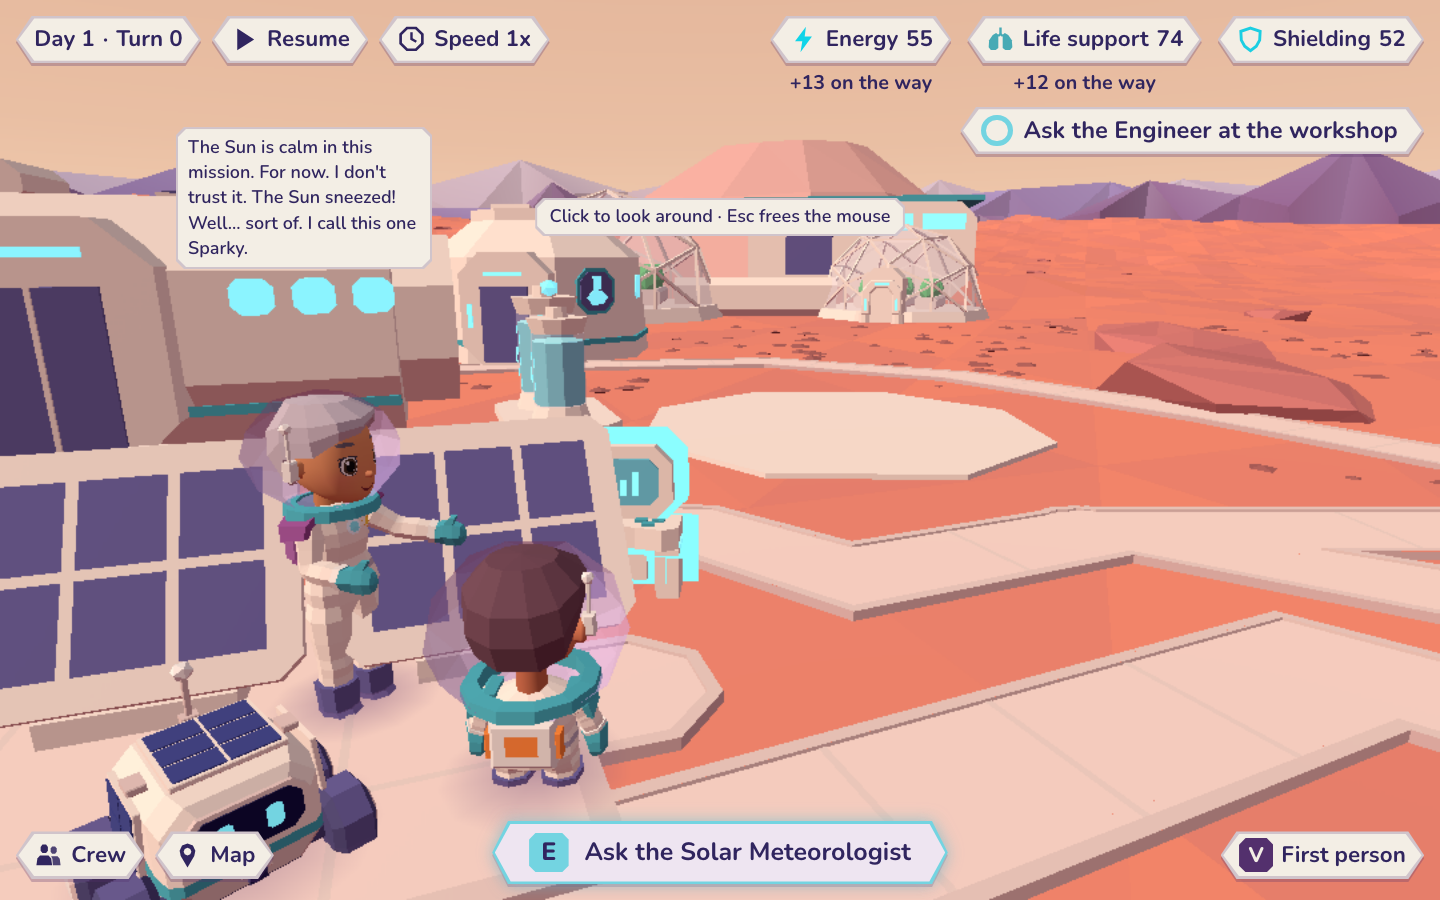 Day 1 · Turn 0
Resume
Speed 1x
Energy 55
Life support 74
Shielding 52
+13 on the way
+12 on the way
Ask the Engineer at the workshop
The Sun is calm in this
mission. For now. I don't
trust it. The Sun sneezed!
Well... sort of. I call this one
Sparky.
Click to look around · Esc frees the mouse
Crew
Map
E
Ask the Solar Meteorologist
V
First person